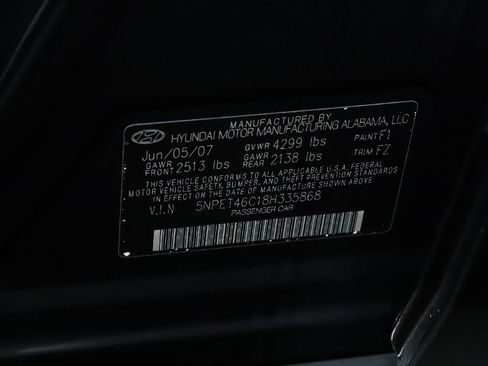 MANUFACTURED BY
HYUNDAI MOTOR MANUFACTURING ALABAMA, LLC
Jun/05/07 GVWR 4299 lbs PAINT F1
GAWR FRONT 2513 lbs GAWR REAR 2138 lbs TRIM FZ
THIS VEHICLE CONFORMS TO ALL APPLICABLE U.S.A. FEDERAL
MOTOR VEHICLE SAFETY, BUMPER, AND THEFT PREVENTION STANDARDS
IN EFFECT ON THE DATE OF MANUFACTURE SHOWN ABOVE.
V.I.N 5NPET46C18H335868
PASSENGER CAR